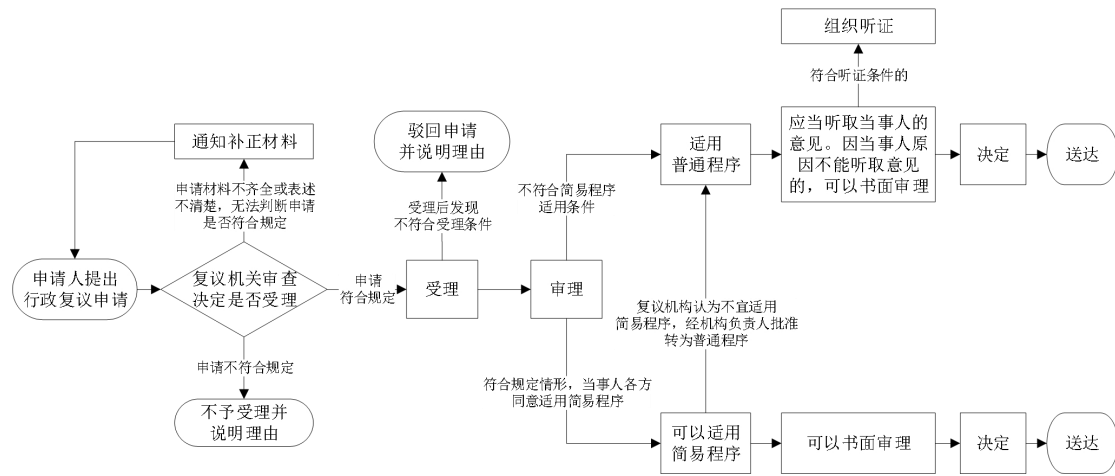 组织听证
符合听证条件的
驳回申请
并说明理由
应当听取当事人的
意见。因当事人原
因不能听取意见
的，可以书面审理
适用
普通程序
决定
送达
通知补正材料
申请材料不齐全或表述
不清楚，无法判断申请
是否符合规定
受理后发现
不符合受理条件
不符合简易程序
适用条件
申请人提出
行政复议申请
复议机关审查
决定是否受理
申请
符合规定
受理
审理
复议机构认为不宜适用
简易程序，经机构负责人批准
转为普通程序
申请不符合规定
不予受理并
说明理由
符合规定情形，当事人各方
同意适用简易程序
可以适用
简易程序
可以书面审理
决定
送达